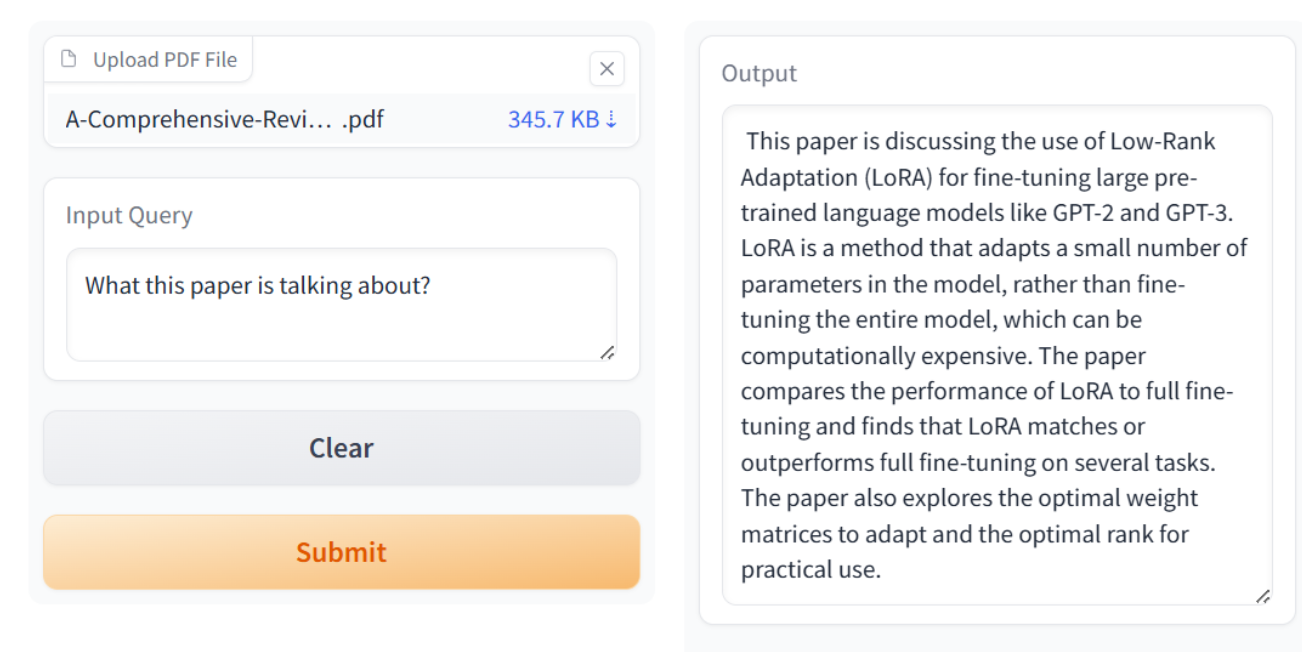 Upload PDF File
A-Comprehensive-Revi... .pdf
345.7 KB ↓
Input Query
What this paper is talking about?
Clear
Submit
Output
This paper is discussing the use of Low-Rank
Adaptation (LoRA) for fine-tuning large pre-
trained language models like GPT-2 and GPT-3.
LoRA is a method that adapts a small number of
parameters in the model, rather than fine-
tuning the entire model, which can be
computationally expensive. The paper
compares the performance of LoRA to full fine-
tuning and finds that LoRA matches or
outperforms full fine-tuning on several tasks.
The paper also explores the optimal weight
matrices to adapt and the optimal rank for
practical use.